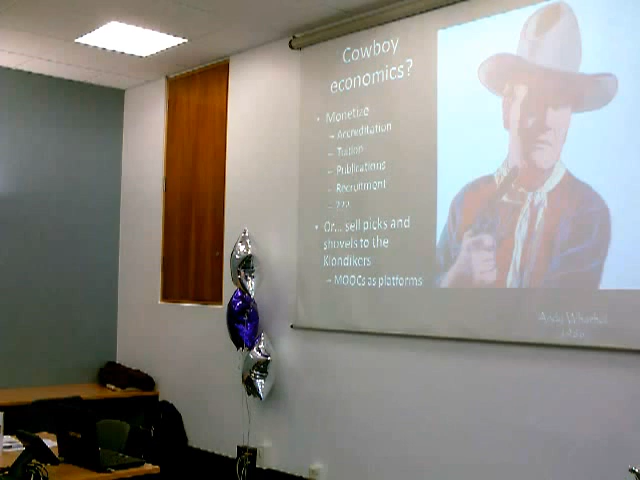 Cowboy
economics?
• Monetize
– Accreditation
– Tuition
– Publications
– Recruitment
– ???
• Or... sell picks and
shovels to the
Klondikers
– MOOCs as platforms
Andy Warhol